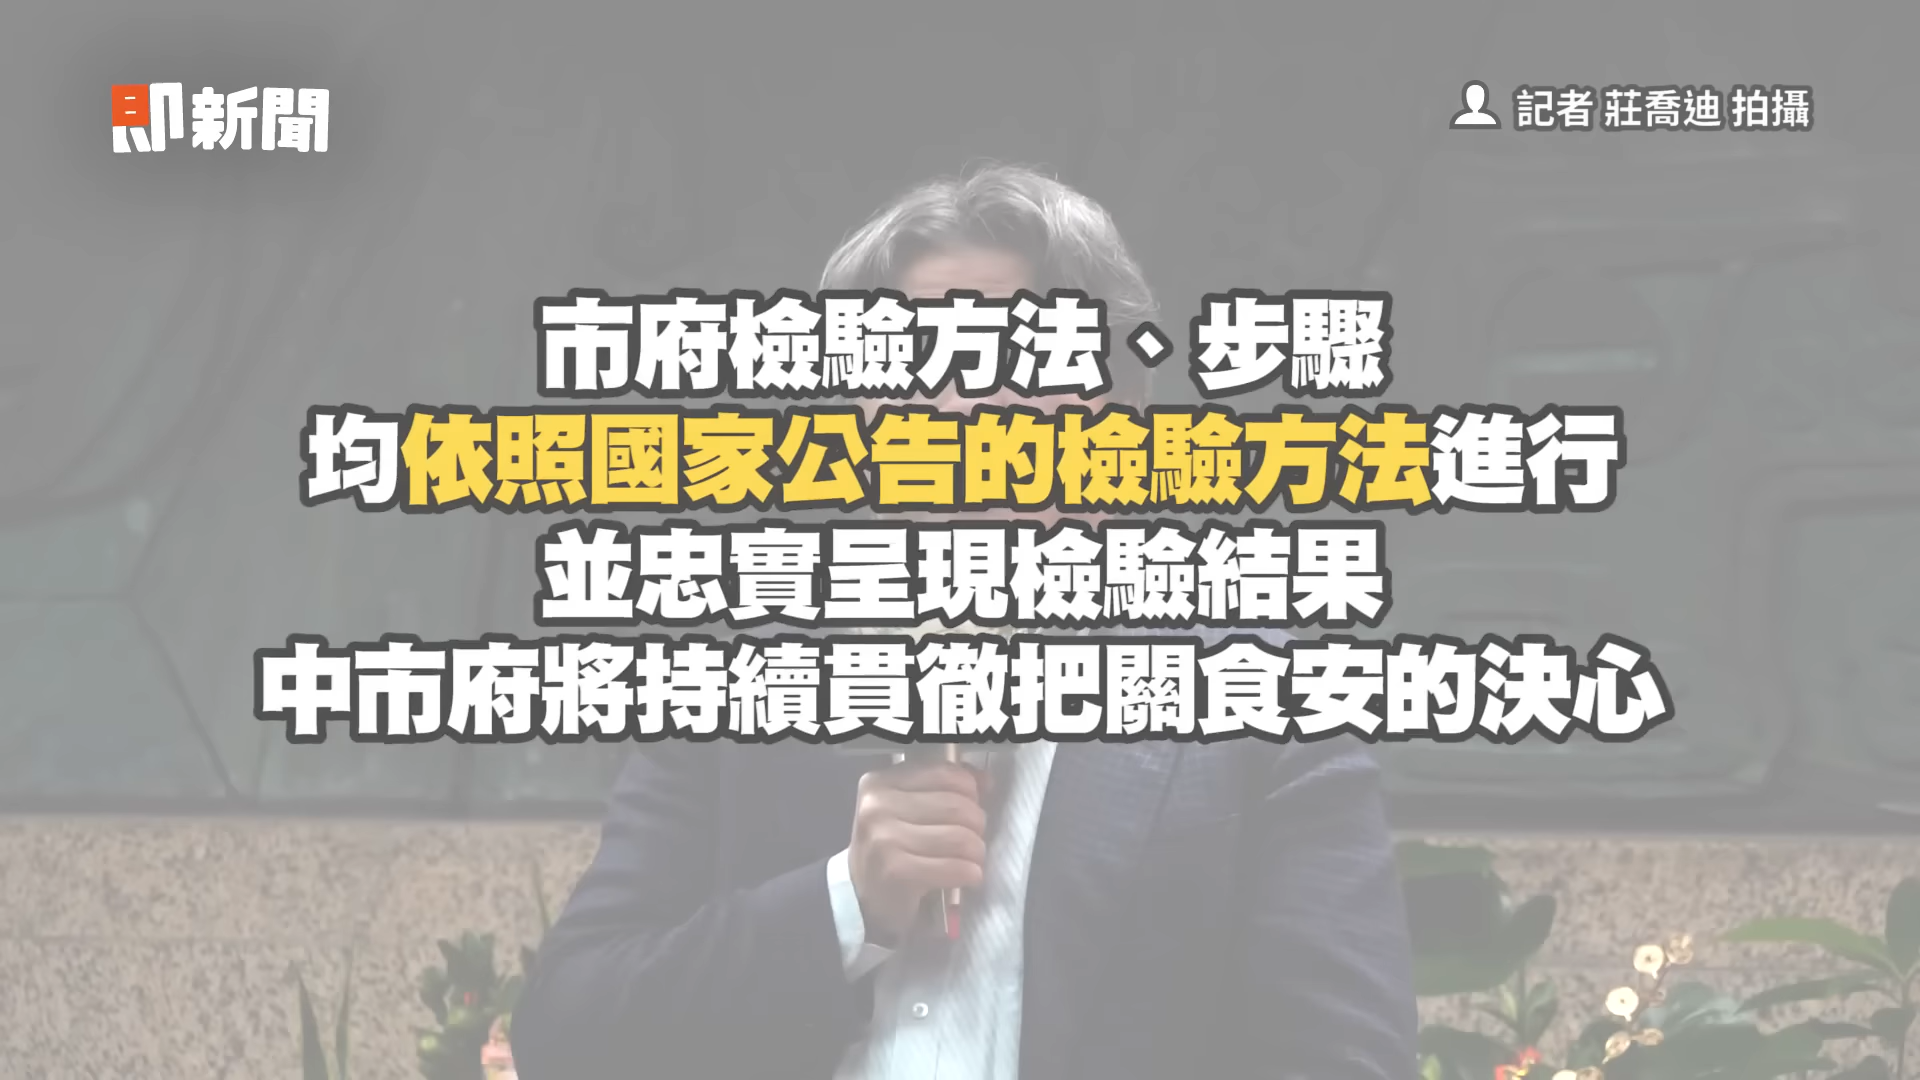 即新聞
記者 莊喬迪 拍攝
市府檢驗方法、步驟
均依照國家公告的檢驗方法進行
並忠實呈現檢驗結果
中市府將持續貫徹把關食安的決心